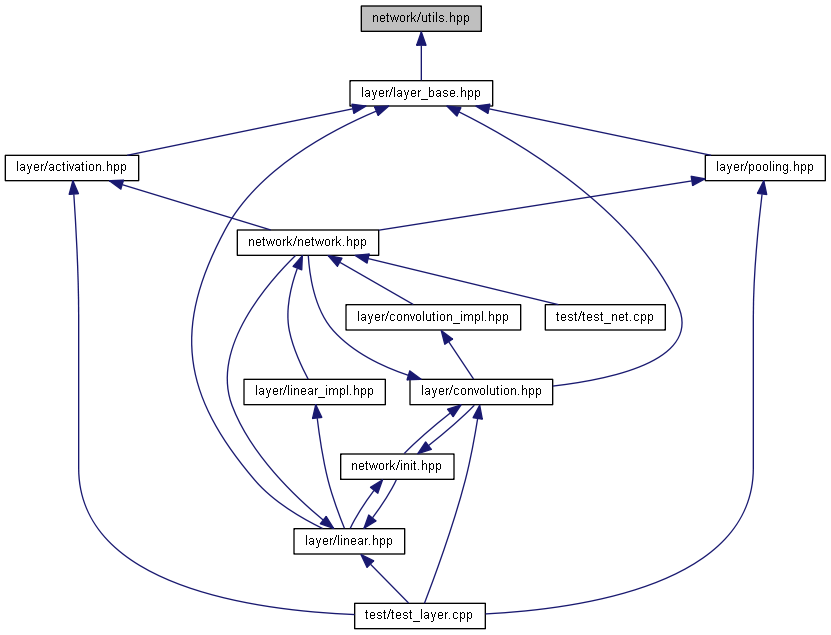 network/utils.hpp
layer/layer_base.hpp
layer/activation.hpp
layer/pooling.hpp
network/network.hpp
layer/convolution_impl.hpp
test/test_net.cpp
layer/linear_impl.hpp
layer/convolution.hpp
network/init.hpp
layer/linear.hpp
test/test_layer.cpp